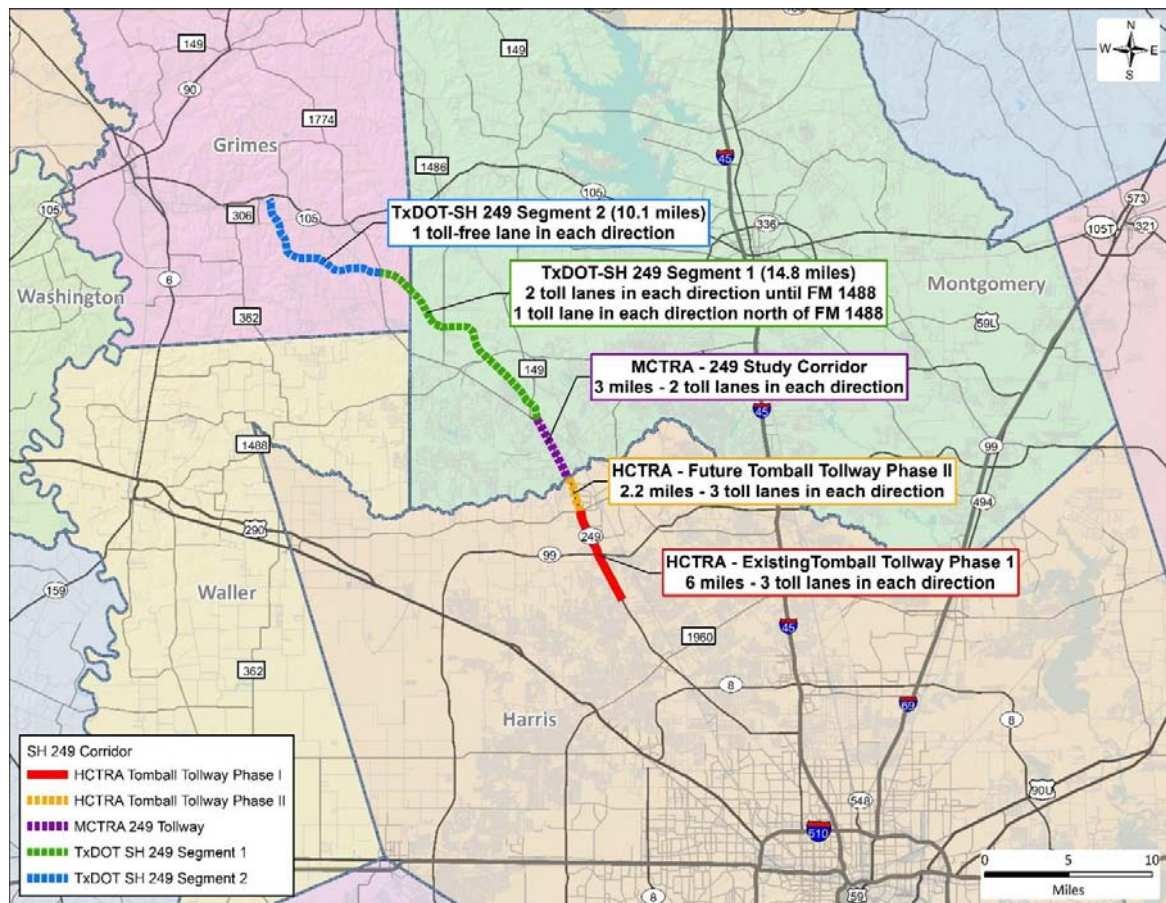 149
149
N
W E
S
90
1774
45
Grimes
1486
105
105
573
306
105
TxDOT-SH 249 Segment 2 (10.1 miles)
1 toll-free lane in each direction
336
105T
321
6
TxDOT-SH 249 Segment 1 (14.8 miles)
2 toll lanes in each direction until FM 1488
1 toll lane in each direction north of FM 1488
Montgomery
Washington
362
59L
149
MCTRA - 249 Study Corridor
3 miles - 2 toll lanes in each direction
45
1488
99
HCTRA - Future Tomball Tollway Phase II
2.2 miles - 3 toll lanes in each direction
494
290
249
99
HCTRA - ExistingTomball Tollway Phase 1
6 miles - 3 toll lanes in each direction
159
Waller
45
1960
362
8
69
8
Harris
SH 249 Corridor
HCTRA Tomball Tollway Phase I
HCTRA Tomball Tollway Phase II
MCTRA 249 Tollway
TxDOT SH 249 Segment 1
TxDOT SH 249 Segment 2
90U
548
610
0 5 10
Miles
8
59